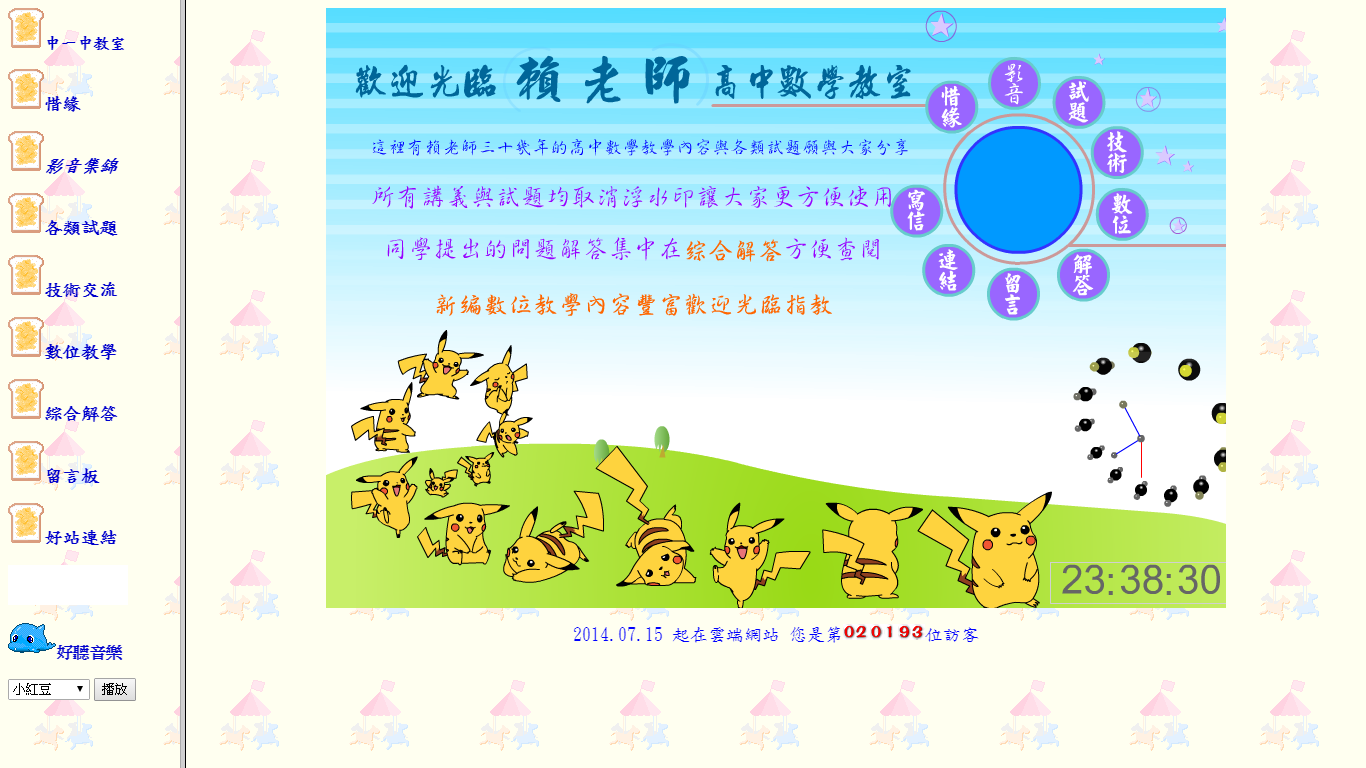 中一中教室
惜緣
影音集錦
各類試題
技術交流
數位教學
綜合解答
留言板
好站連結
好聽音樂
小紅豆
播放
歡迎光臨 賴老師 高中數學教室
這裡有賴老師三十幾年的高中數學教學內容與各類試題願與大家分享
所有講義與試題均取消浮水印讓大家更方便使用
同學提出的問題解答集中在綜合解答方便查閱
新編數位教學內容豐富歡迎光臨指教
影音
試題
技術
數位
解答
留言
連結
寫信
惜緣
23:38:30
2014.07.15 起在雲端網站 您是第020193位訪客